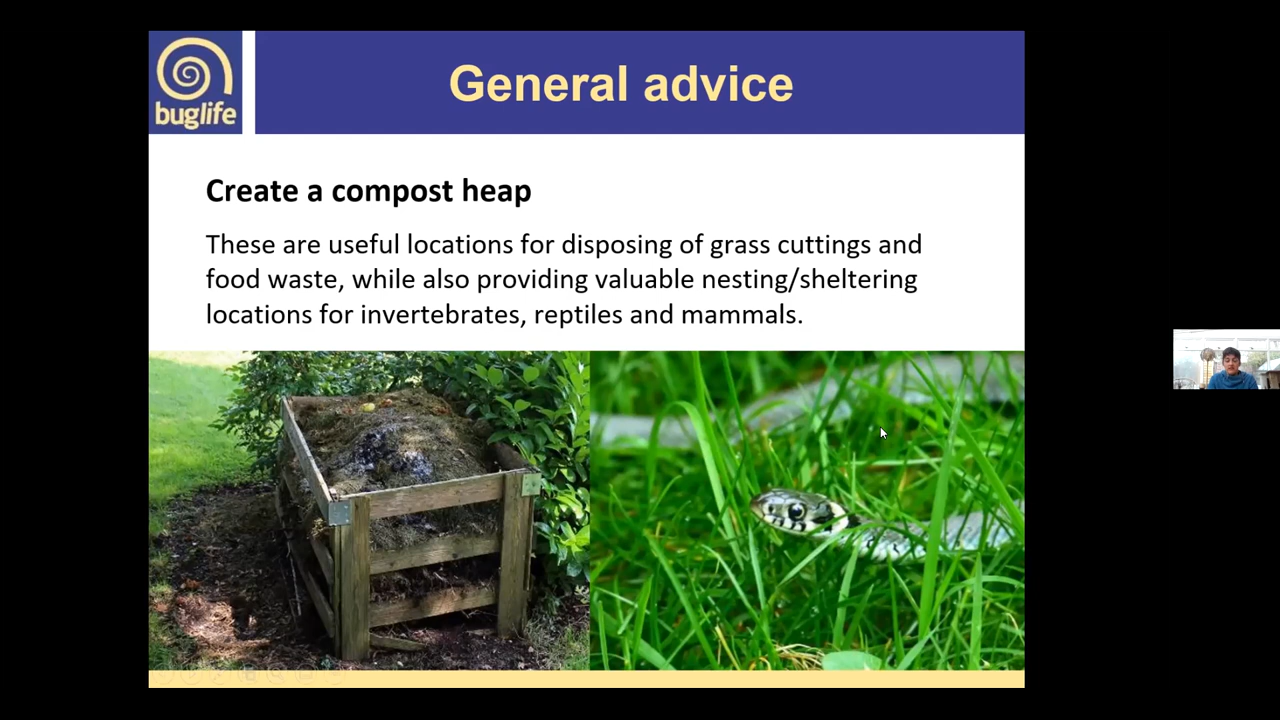 buglife
General advice
Create a compost heap
These are useful locations for disposing of grass cuttings and
food waste, while also providing valuable nesting/sheltering
locations for invertebrates, reptiles and mammals.